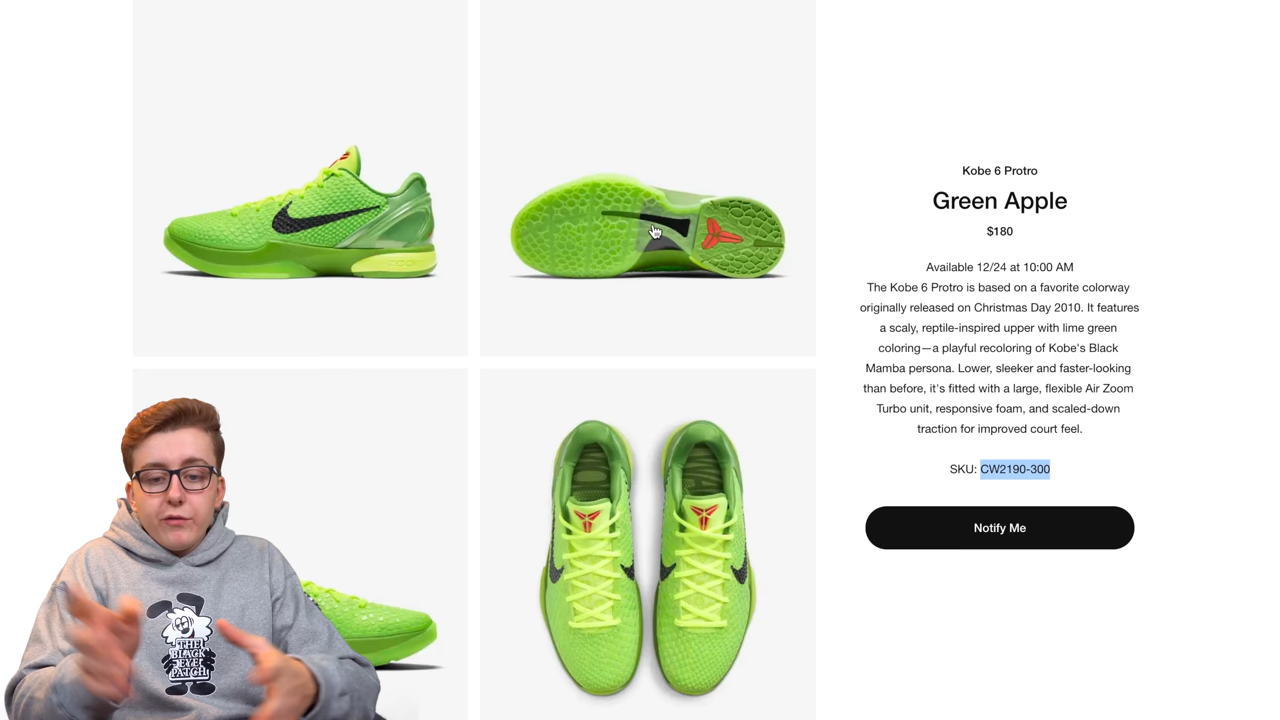 Kobe 6 Protro
Green Apple
$180
Available 12/24 at 10:00 AM
The Kobe 6 Protro is based on a favorite colorway
originally released on Christmas Day 2010. It features
a scaly, reptile-inspired upper with lime green
coloring—a playful recoloring of Kobe's Black
Mamba persona. Lower, sleeker and faster-looking
than before, it's fitted with a large, flexible Air Zoom
Turbo unit, responsive foam, and scaled-down
traction for improved court feel.
SKU: CW2190-300
Notify Me
THE
BLACK
EYE
PATCH